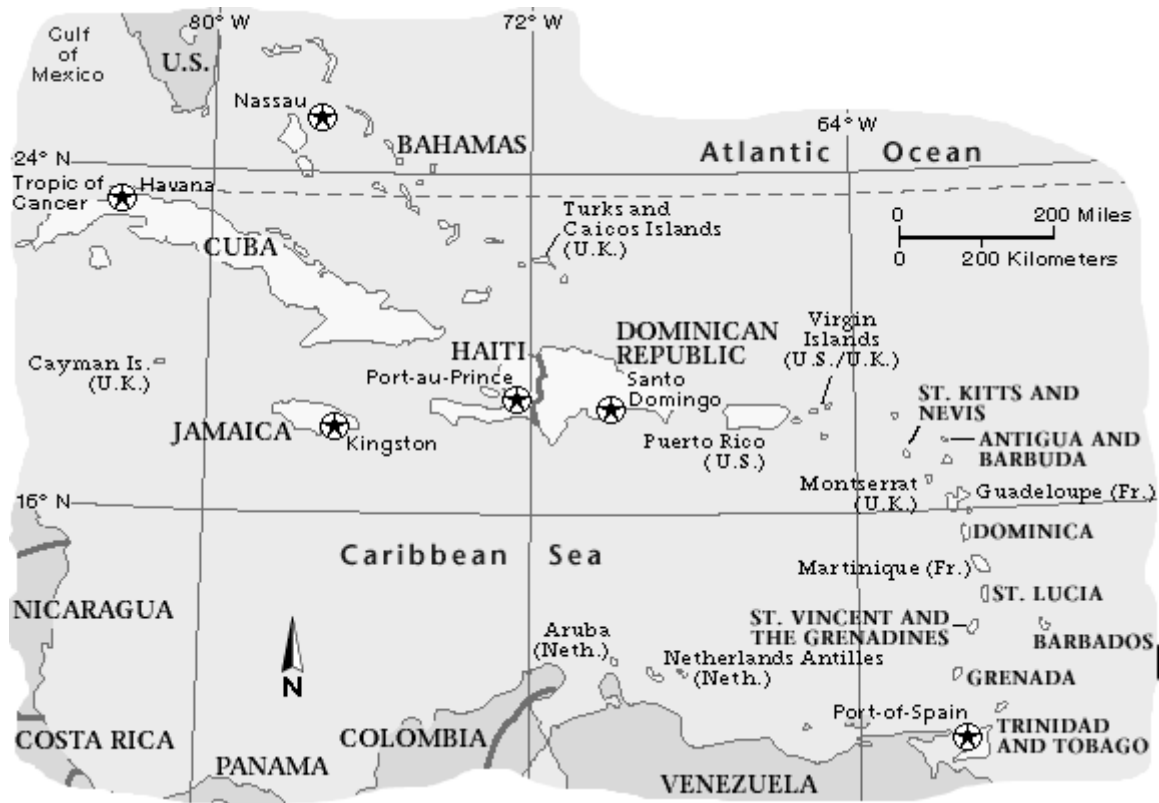 80° W
72° W
Gulf
of
Mexico
U.S.
Nassau
64° W
BAHAMAS
Atlantic Ocean
24° N
Tropic of
Cancer
Havana
Turks and
Caicos Islands
(U.K.)
0 200 Miles
0 200 Kilometers
CUBA
Virgin
Islands
(U.S./U.K.)
DOMINICAN
REPUBLIC
HAITI
Cayman Is.
(U.K.)
Port-au-Prince
Santo
Domingo
ST. KITTS AND
NEVIS
JAMAICA
Kingston
Puerto Rico
(U.S.)
ANTIGUA AND
BARBUDA
Montserrat
(U.K.)
Guadeloupe (Fr.)
16° N
DOMINICA
Caribbean Sea
Martinique (Fr.)
ST. LUCIA
NICARAGUA
ST. VINCENT AND
THE GRENADINES
BARBADOS
Aruba
(Neth.)
Netherlands Antilles
(Neth.)
N
GRENADA
Port-of-Spain
TRINIDAD
AND TOBAGO
COSTA RICA
COLOMBIA
PANAMA
VENEZUELA